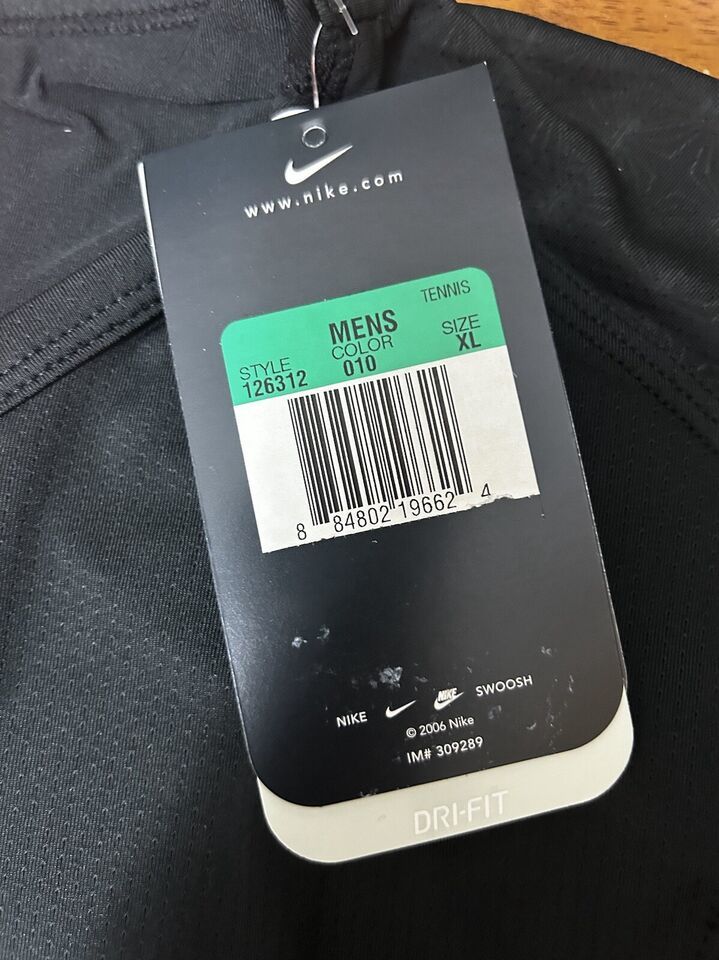 www.nike.com
TENNIS
MENS
STYLE COLOR SIZE
126312 010 XL
8 84802 19662 4
NIKE NIKE SWOOSH
© 2006 Nike
IM# 309289
DRI-FIT